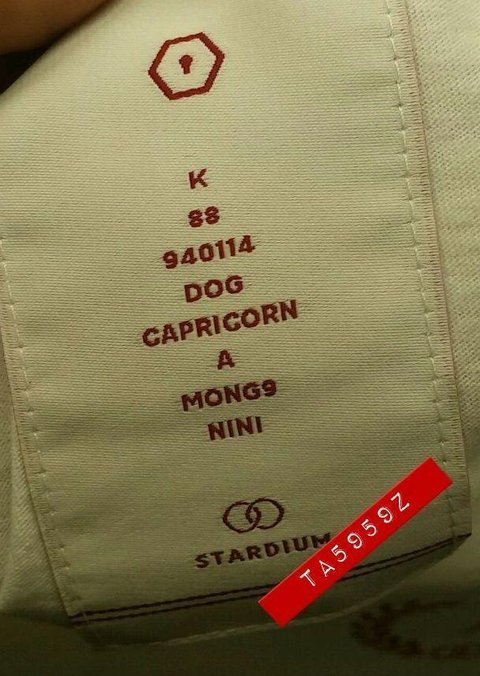 K
88
940114
DOG
CAPRICORN
A
MONG9
NINI
STARDIUM
TA5959Z